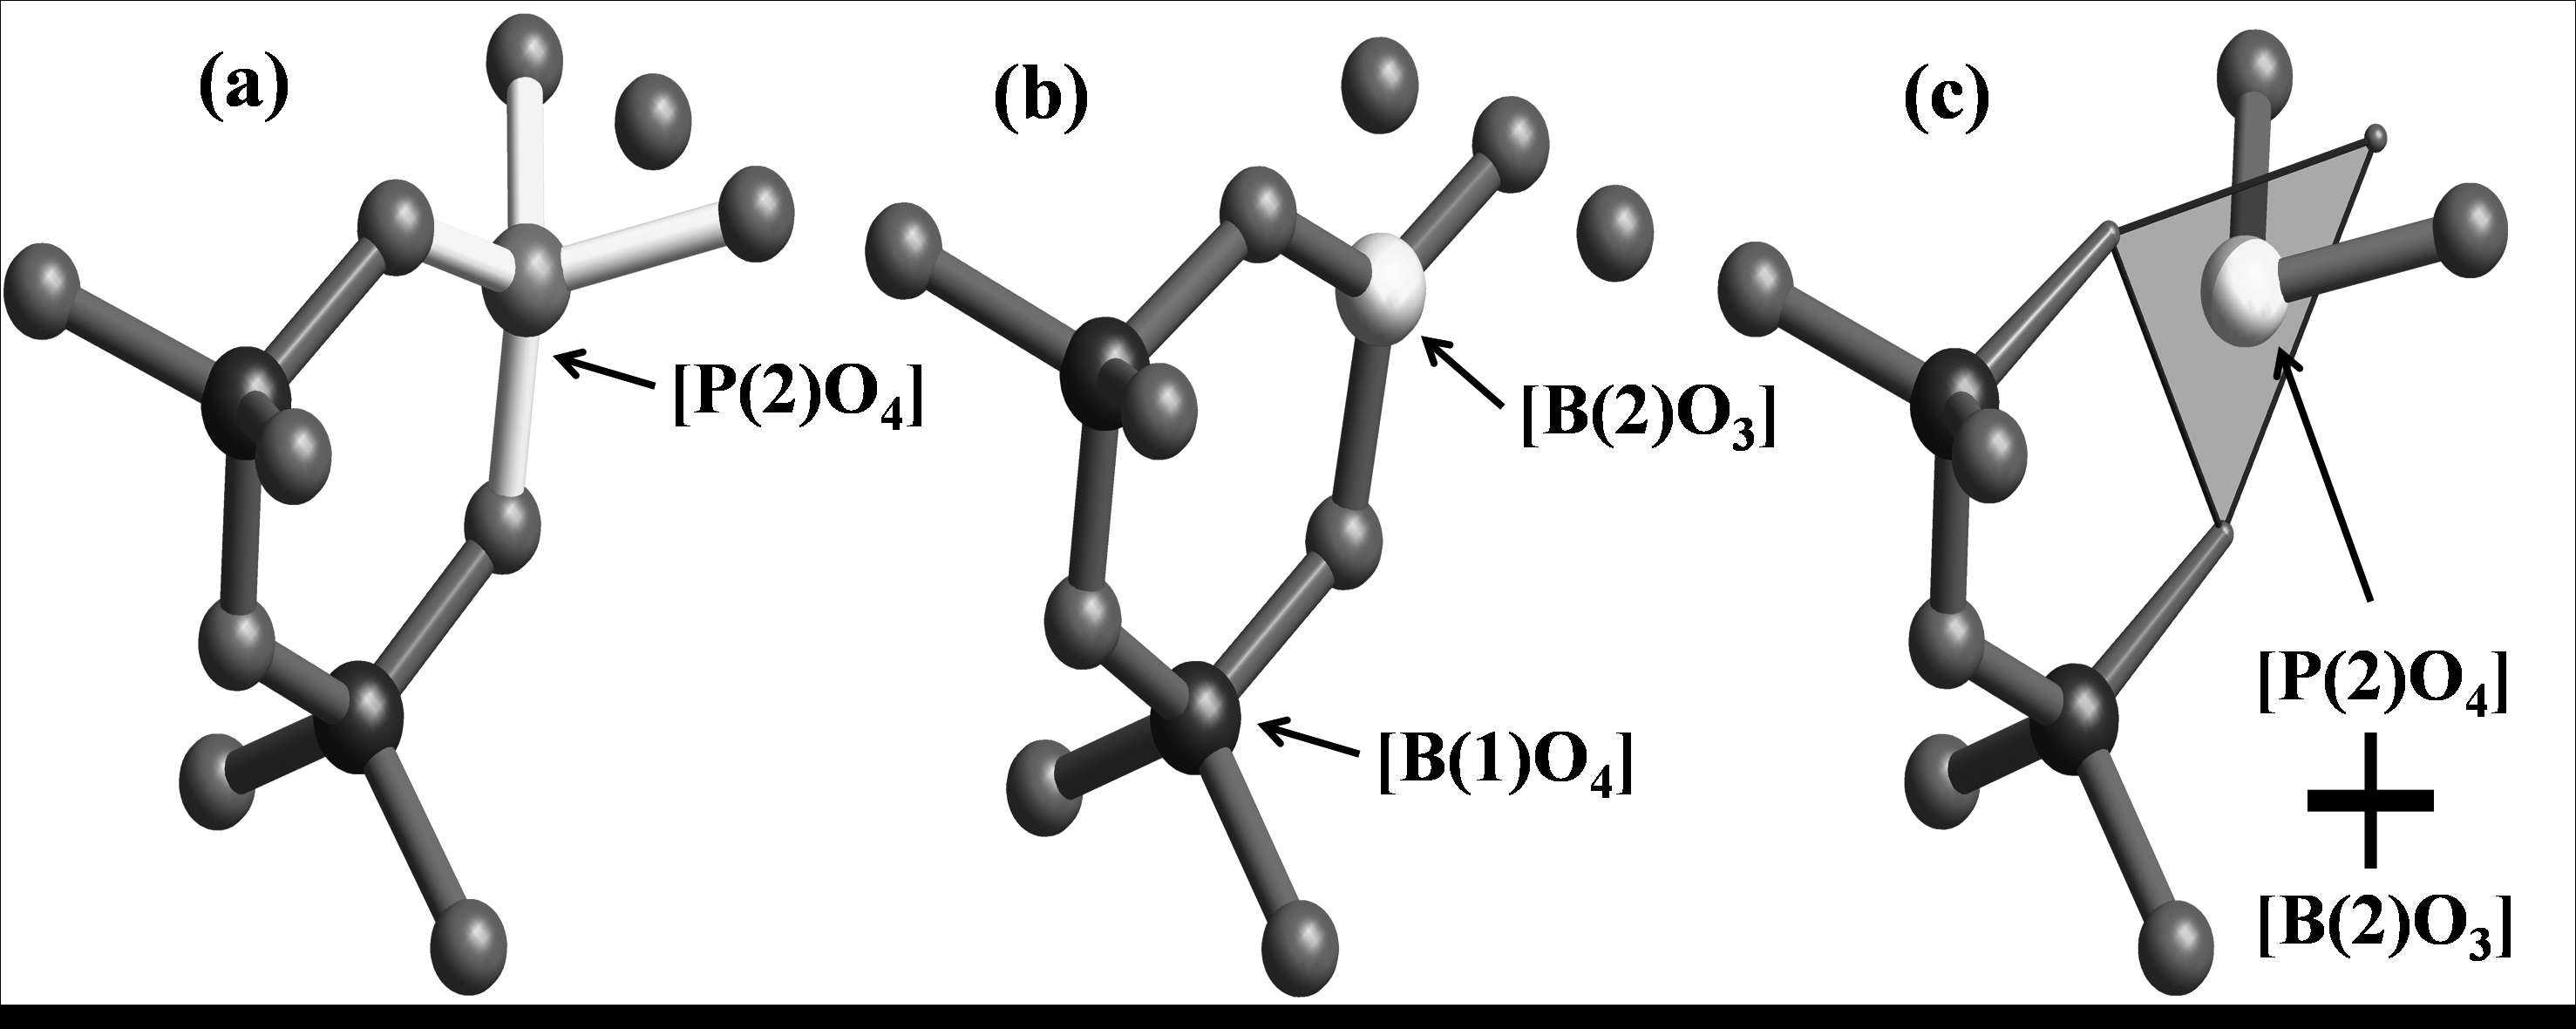 (a)
[P(2)O₄]
(b)
[B(2)O₃]
[B(1)O₄]
(c)
[P(2)O₄]
+
[B(2)O₃]